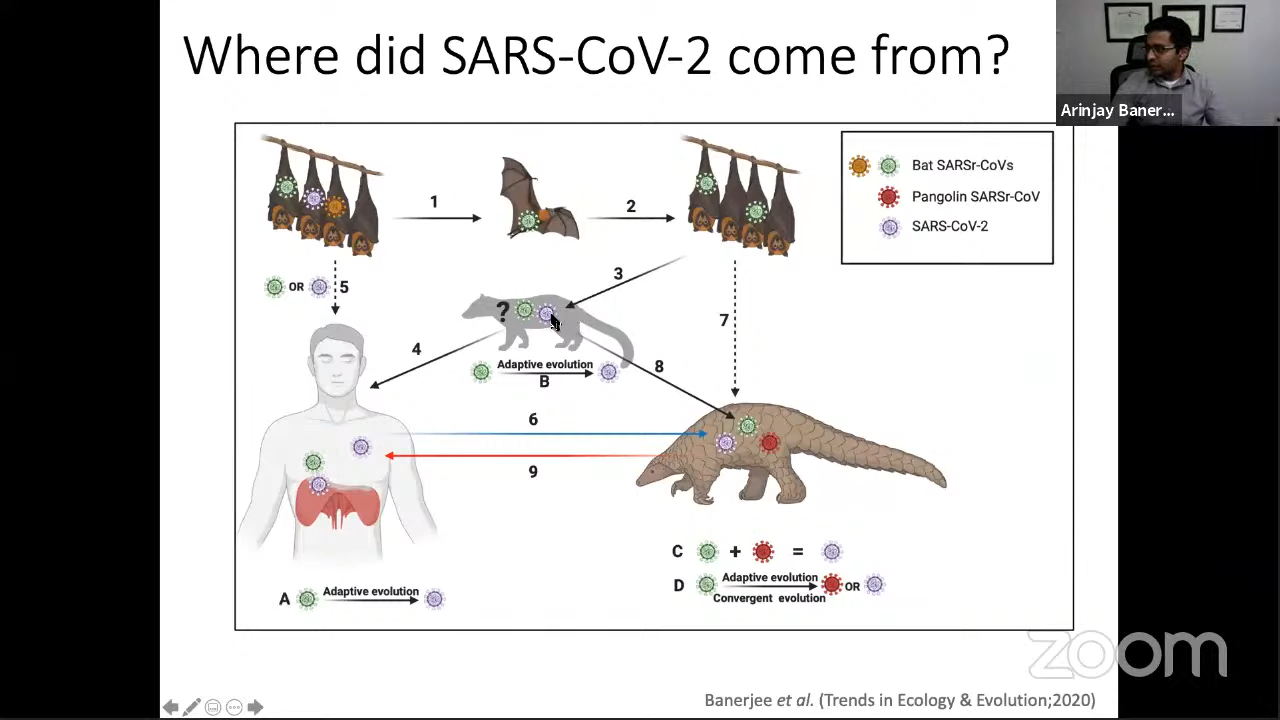 Where did SARS-CoV-2 come from?
Arinjay Baner...
Bat SARSr-CoVs
Pangolin SARSr-CoV
SARS-CoV-2
1
2
3
OR
5
?
4
7
Adaptive evolution
B
8
6
9
C + =
D Adaptive evolution OR
Convergent evolution
A Adaptive evolution
zoom
Banerjee et al. (Trends in Ecology & Evolution;2020)